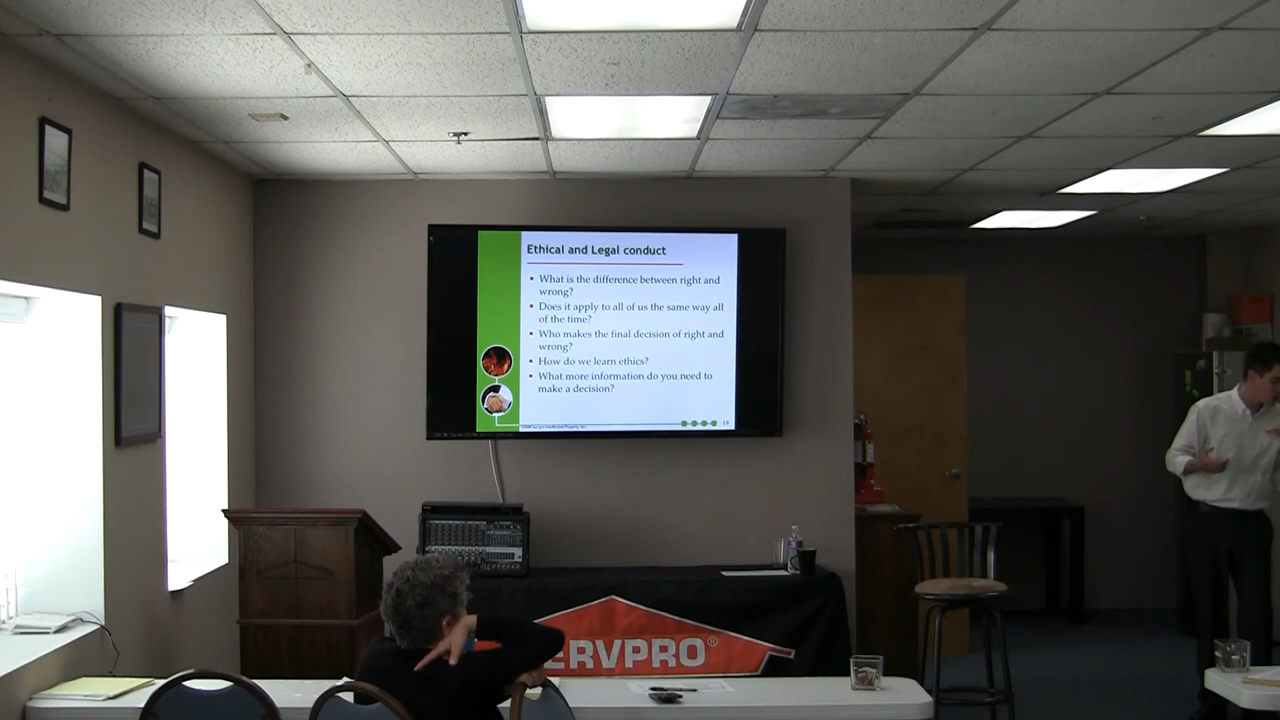 Ethical and Legal conduct
• What is the difference between right and
wrong?
• Does it apply to all of us the same way all
of the time?
• Who makes the final decision of right and
wrong?
• How do we learn ethics?
• What more information do you need to
make a decision?
19
ERVPRO®